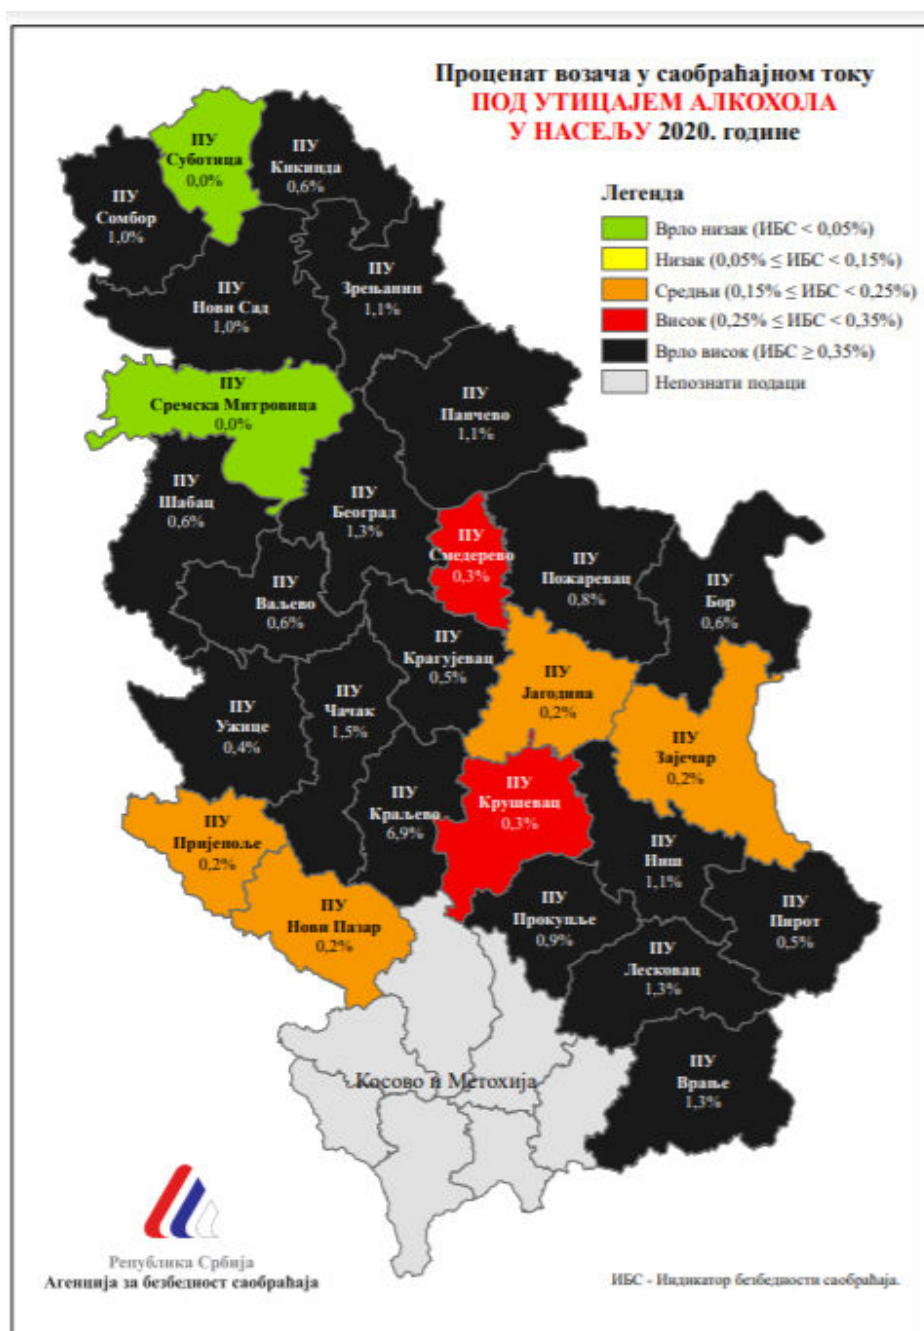 Проценат возача у саобраћајном току
ПОД УТИЦАЈЕМ АЛКОХОЛА
У НАСЕЉУ 2020. године
Легенда
Врло низак (ИБС < 0,05%)
Низак (0,05% ≤ ИБС < 0,15%)
Средњи (0,15% ≤ ИБС < 0,25%)
Висок (0,25% ≤ ИБС < 0,35%)
Врло висок (ИБС ≥ 0,35%)
Непознати подаци
ПУ
Суботица
0,0%
ПУ
Кикинда
0,6%
ПУ
Сомбор
1,0%
ПУ
Нови Сад
1,0%
ПУ
Зрењанин
1,1%
ПУ
Сремска Митровица
0,0%
ПУ
Панчево
1,1%
ПУ
Шабац
0,6%
ПУ
Београд
1,3%
ПУ
Смедерево
0,3%
ПУ
Пожаревац
0,8%
ПУ
Бор
0,6%
ПУ
Ваљево
0,6%
ПУ
Крагујевац
0,5%
ПУ
Јагодина
0,2%
ПУ
Ужице
0,4%
ПУ
Чачак
1,5%
ПУ
Зајечар
0,2%
ПУ
Краљево
6,9%
ПУ
Крушевац
0,3%
ПУ
Пријепоље
0,2%
ПУ
Ниш
1,1%
ПУ
Нови Пазар
0,2%
ПУ
Прокупље
0,9%
ПУ
Пирот
0,5%
ПУ
Лесковац
1,3%
ПУ
Врање
1,3%
Косово и Метохија
Република Србија
Агенција за безбедност саобраћаја
ИБС - Индикатор безбедности саобраћаја.